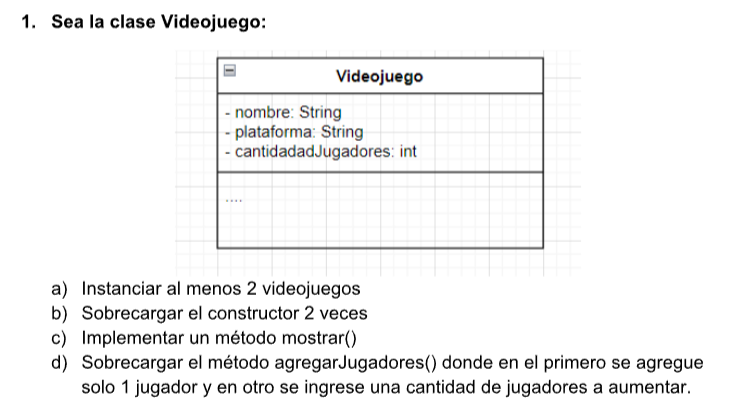 1. Sea la clase Videojuego:
Videojuego
- nombre: String
- plataforma: String
- cantidadadJugadores: int
....
a) Instanciar al menos 2 videojuegos
b) Sobrecargar el constructor 2 veces
c) Implementar un método mostrar()
d) Sobrecargar el método agregarJugadores() donde en el primero se agregue
solo 1 jugador y en otro se ingrese una cantidad de jugadores a aumentar.